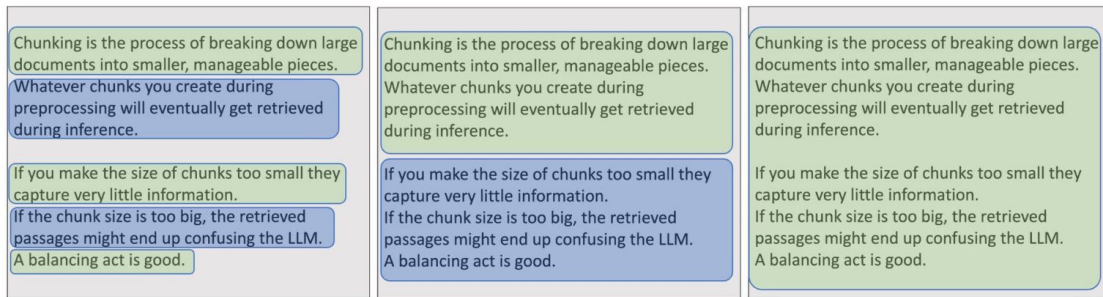 Chunking is the process of breaking down large
documents into smaller, manageable pieces.
Whatever chunks you create during
preprocessing will eventually get retrieved
during inference.
If you make the size of chunks too small they
capture very little information.
If the chunk size is too big, the retrieved
passages might end up confusing the LLM.
A balancing act is good.
Chunking is the process of breaking down large
documents into smaller, manageable pieces.
Whatever chunks you create during
preprocessing will eventually get retrieved
during inference.
If you make the size of chunks too small they
capture very little information.
If the chunk size is too big, the retrieved
passages might end up confusing the LLM.
A balancing act is good.
Chunking is the process of breaking down large
documents into smaller, manageable pieces.
Whatever chunks you create during
preprocessing will eventually get retrieved
during inference.
If you make the size of chunks too small they
capture very little information.
If the chunk size is too big, the retrieved
passages might end up confusing the LLM.
A balancing act is good.